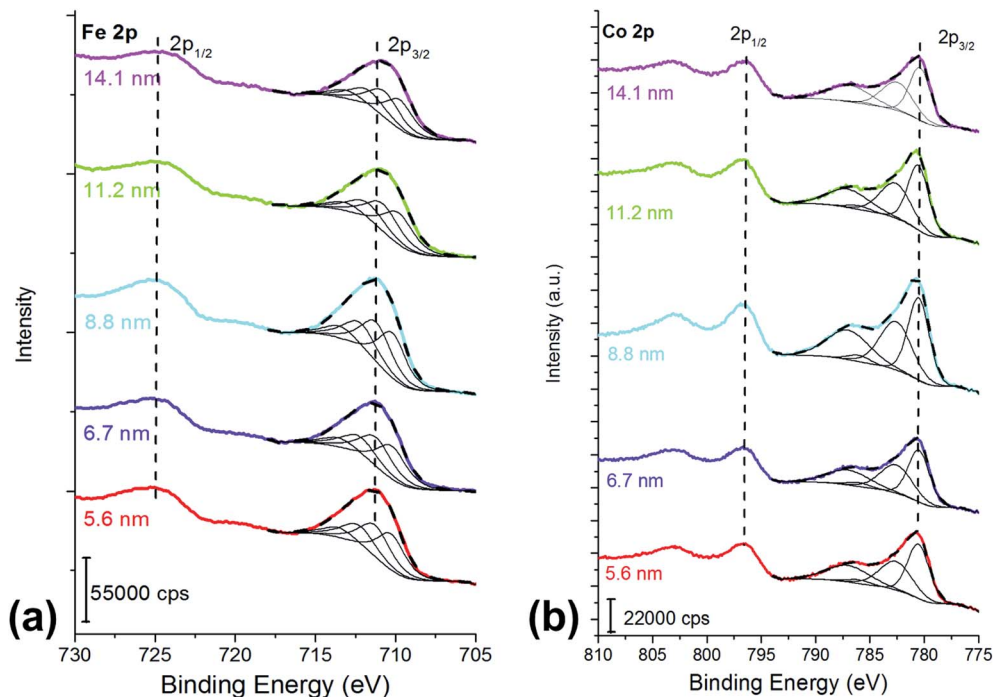 Fe 2p
2p1/2
2p3/2
14.1 nm
11.2 nm
8.8 nm
6.7 nm
5.6 nm
55000 cps
(a)
Intensity
730 725 720 715 710 705
Binding Energy (eV)
Co 2p
2p1/2
2p3/2
14.1 nm
11.2 nm
8.8 nm
6.7 nm
5.6 nm
22000 cps
(b)
Intensity (a.u.)
810 805 800 795 790 785 780 775
Binding Energy (eV)